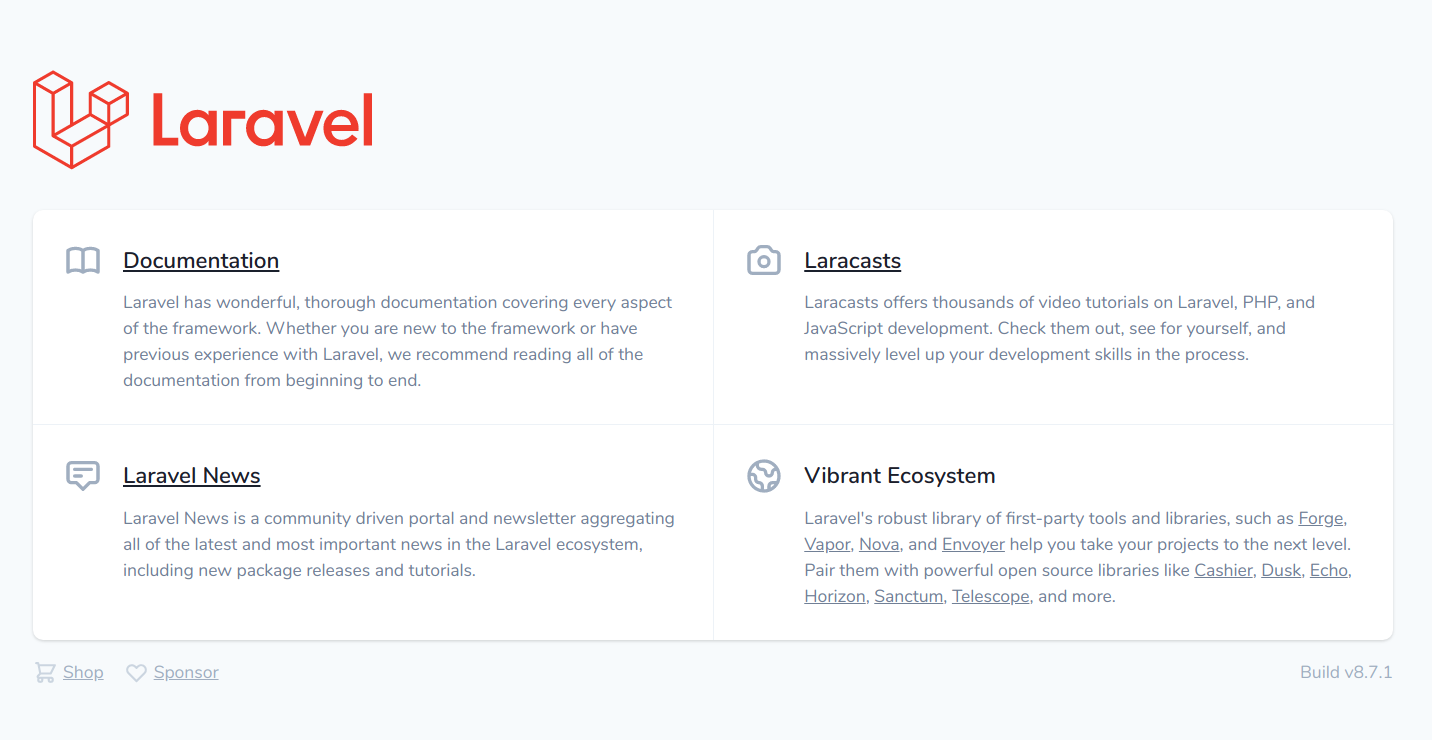 Laravel
Documentation
Laravel has wonderful, thorough documentation covering every aspect
of the framework. Whether you are new to the framework or have
previous experience with Laravel, we recommend reading all of the
documentation from beginning to end.
Laracasts
Laracasts offers thousands of video tutorials on Laravel, PHP, and
JavaScript development. Check them out, see for yourself, and
massively level up your development skills in the process.
Laravel News
Laravel News is a community driven portal and newsletter aggregating
all of the latest and most important news in the Laravel ecosystem,
including new package releases and tutorials.
Vibrant Ecosystem
Laravel's robust library of first-party tools and libraries, such as Forge,
Vapor, Nova, and Envoyer help you take your projects to the next level.
Pair them with powerful open source libraries like Cashier, Dusk, Echo,
Horizon, Sanctum, Telescope, and more.
Shop
Sponsor
Build v8.7.1